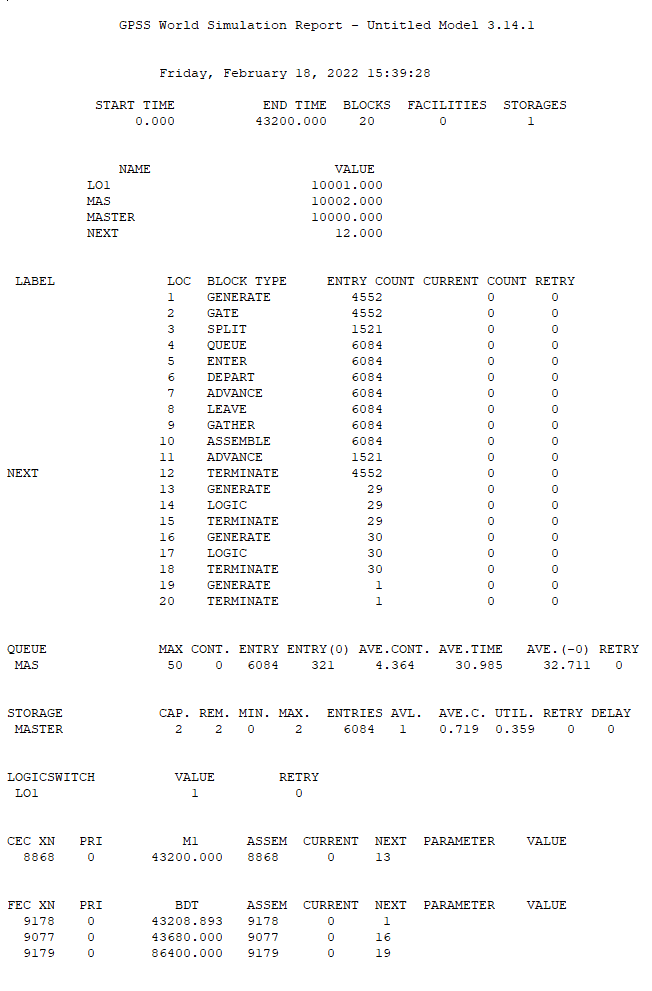 GPSS World Simulation Report - Untitled Model 3.14.1
Friday, February 18, 2022 15:39:28
START TIME END TIME BLOCKS FACILITIES STORAGES
0.000 43200.000 20 0 1
NAME VALUE
LO1 10001.000
MAS 10002.000
MASTER 10000.000
NEXT 12.000
LABEL LOC BLOCK TYPE ENTRY COUNT CURRENT COUNT RETRY
1 GENERATE 4552 0 0
2 GATE 4552 0 0
3 SPLIT 1521 0 0
4 QUEUE 6084 0 0
5 ENTER 6084 0 0
6 DEPART 6084 0 0
7 ADVANCE 6084 0 0
8 LEAVE 6084 0 0
9 GATHER 6084 0 0
10 ASSEMBLE 6084 0 0
11 ADVANCE 1521 0 0
NEXT 12 TERMINATE 4552 0 0
13 GENERATE 29 0 0
14 LOGIC 29 0 0
15 TERMINATE 29 0 0
16 GENERATE 30 0 0
17 LOGIC 30 0 0
18 TERMINATE 30 0 0
19 GENERATE 1 0 0
20 TERMINATE 1 0 0
QUEUE MAX CONT. ENTRY ENTRY(0) AVE.CONT. AVE.TIME AVE.(-0) RETRY
MAS 50 0 6084 321 4.364 30.985 32.711 0
STORAGE CAP. REM. MIN. MAX. ENTRIES AVL. AVE.C. UTIL. RETRY DELAY
MASTER 2 2 0 2 6084 1 0.719 0.359 0 0
LOGICSWITCH VALUE RETRY
LO1 1 0
CEC XN PRI M1 ASSEM CURRENT NEXT PARAMETER VALUE
8868 0 43200.000 8868 0 13
FEC XN PRI BDT ASSEM CURRENT NEXT PARAMETER VALUE
9178 0 43208.893 9178 0 1
9077 0 43680.000 9077 0 16
9179 0 86400.000 9179 0 19